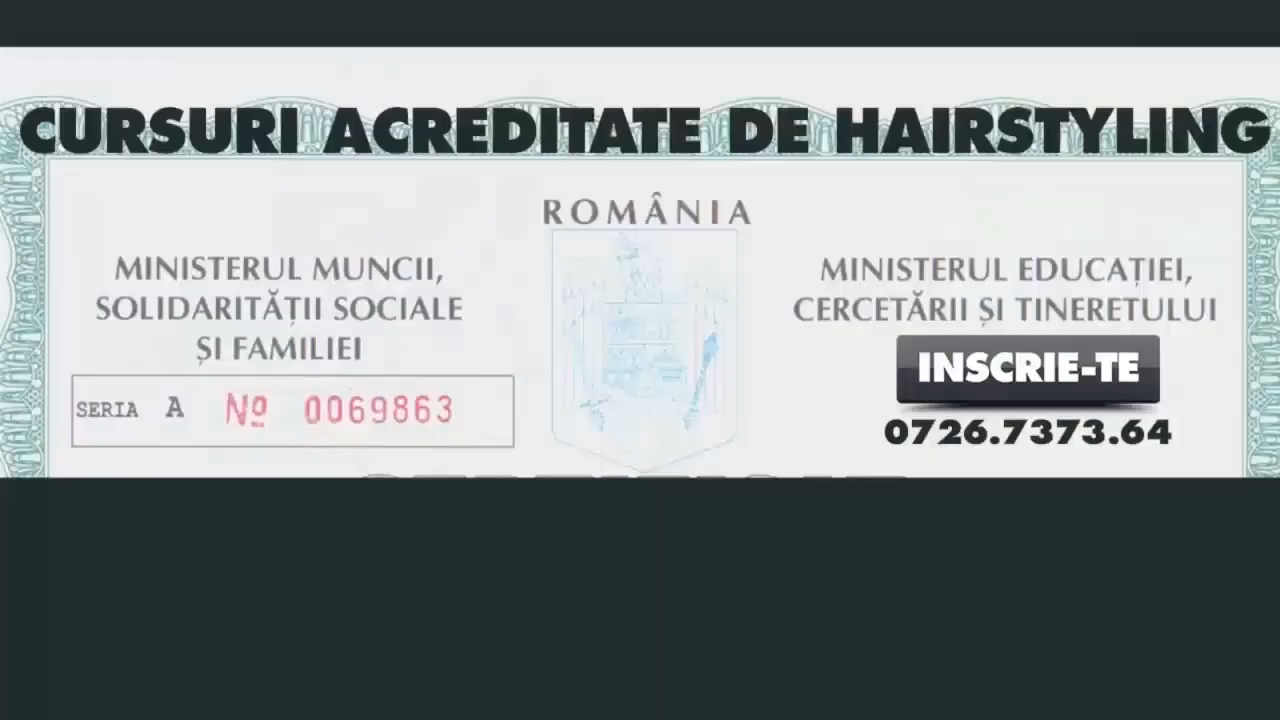 CURSURI ACREDITATE DE HAIRSTYLING
ROMÂNIA
MINISTERUL MUNCII,
SOLIDARITĂȚII SOCIALE
ȘI FAMILIEI
MINISTERUL EDUCAȚIEI,
CERCETĂRII ȘI TINERETULUI
SERIA A Nº 0069863
INSCRIE-TE
0726.7373.64